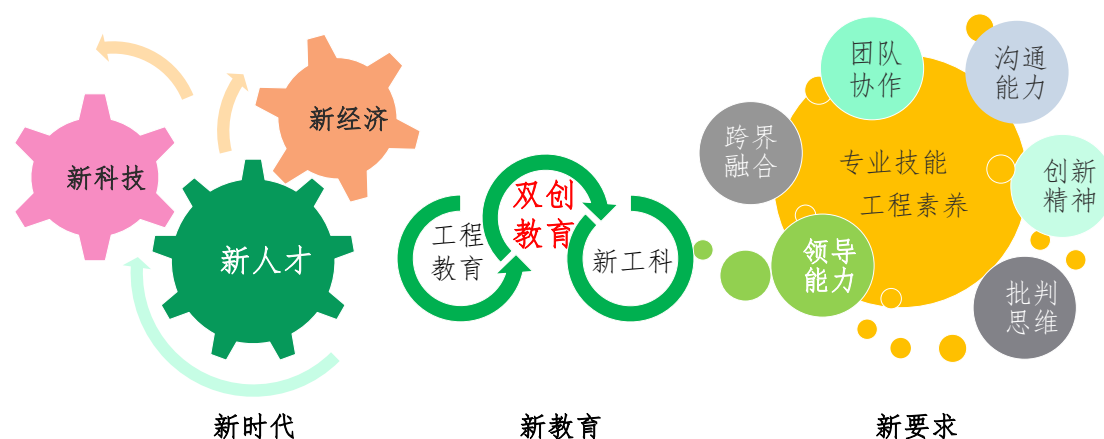 新科技
新经济
新人才
新时代
工程
教育
双创
教育
新工科
新教育
团队
协作
沟通
能力
跨界
融合
专业技能
工程素养
创新
精神
领导
能力
批判
思维
新要求